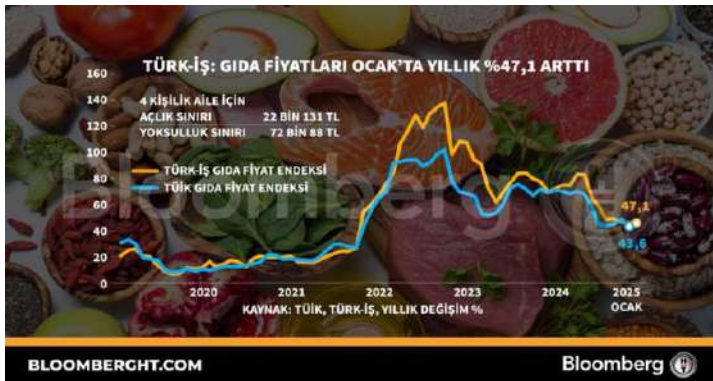 TÜRK-İŞ: GIDA FİYATLARI OCAK'TA YILLIK %47,1 ARTTI
160
140
120
100
80
60
40
20
0
4 KİŞİLİK AİLE İÇİN
AÇLIK SINIRI 22 BİN 131 TL
YOKSULLUK SINIRI 72 BİN 88 TL
TÜRK-İŞ GIDA FİYAT ENDEKSİ
TÜİK GIDA FİYAT ENDEKSİ
Bloomberg
47,1
43,6
2020 2021 2022 2023 2024 2025
OCAK
KAYNAK: TÜİK, TÜRK-İŞ, YILLIK DEĞİŞİM %
BLOOMBERGHT.COM
Bloomberg